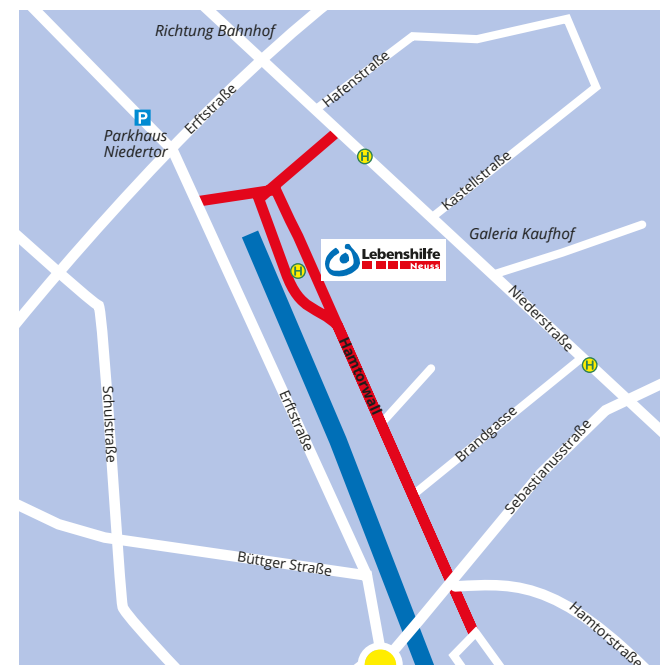 Richtung Bahnhof
Hafenstraße
P
Parkhaus
Niedertor
Erftstraße
H
Kastellstraße
Galeria Kaufhof
Lebenshilfe
Neuss
H
Niederstraße
Hamtorwall
H
Erftstraße
Schulstraße
Brandgasse
Sebastianusstraße
Büttger Straße
Hamtorstraße